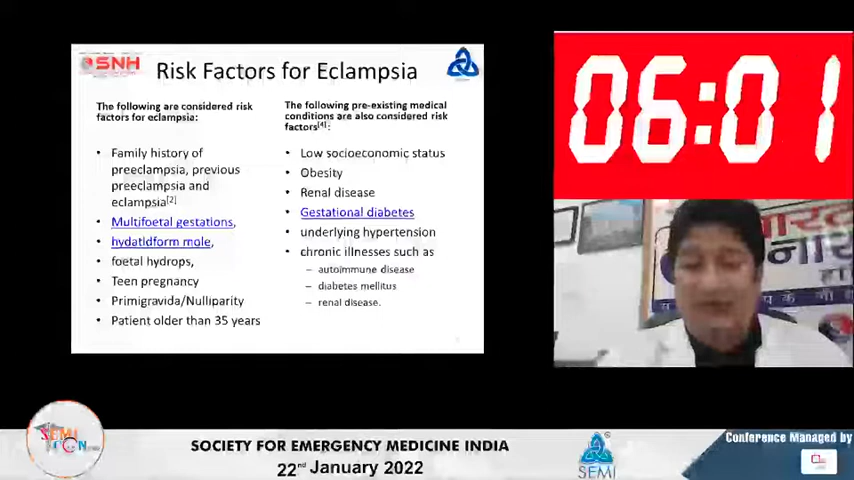 SNH
Risk Factors for Eclampsia
The following are considered risk
factors for eclampsia:
• Family history of
preeclampsia, previous
preeclampsia and
eclampsia[2]
• Multifoetal gestations,
• hydatidform mole,
• foetal hydrops,
• Teen pregnancy
• Primigravida/Nulliparity
• Patient older than 35 years
The following pre-existing medical
conditions are also considered risk
factors[4]:
• Low socioeconomic status
• Obesity
• Renal disease
• Gestational diabetes
• underlying hypertension
• chronic illnesses such as
– autoimmune disease
– diabetes mellitus
– renal disease.
06:01
SOCIETY FOR EMERGENCY MEDICINE INDIA
22nd January 2022
SEMI
Conference Managed by